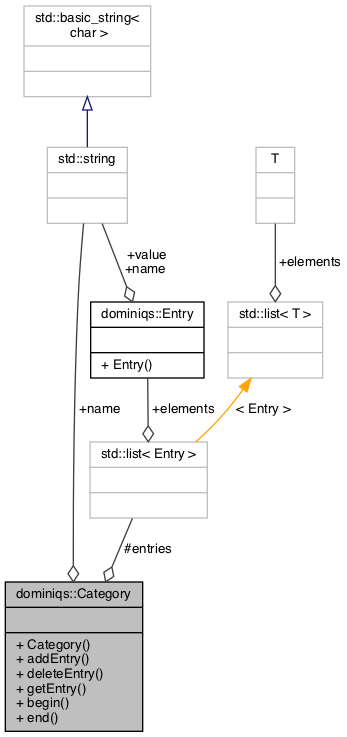 std::basic_string<
char >
std::string
T
+value
+name
+elements
dominiqs::Entry
+ Entry()
std::list< T >
+name
+elements
< Entry >
std::list< Entry >
#entries
dominiqs::Category
+ Category()
+ addEntry()
+ deleteEntry()
+ getEntry()
+ begin()
+ end()